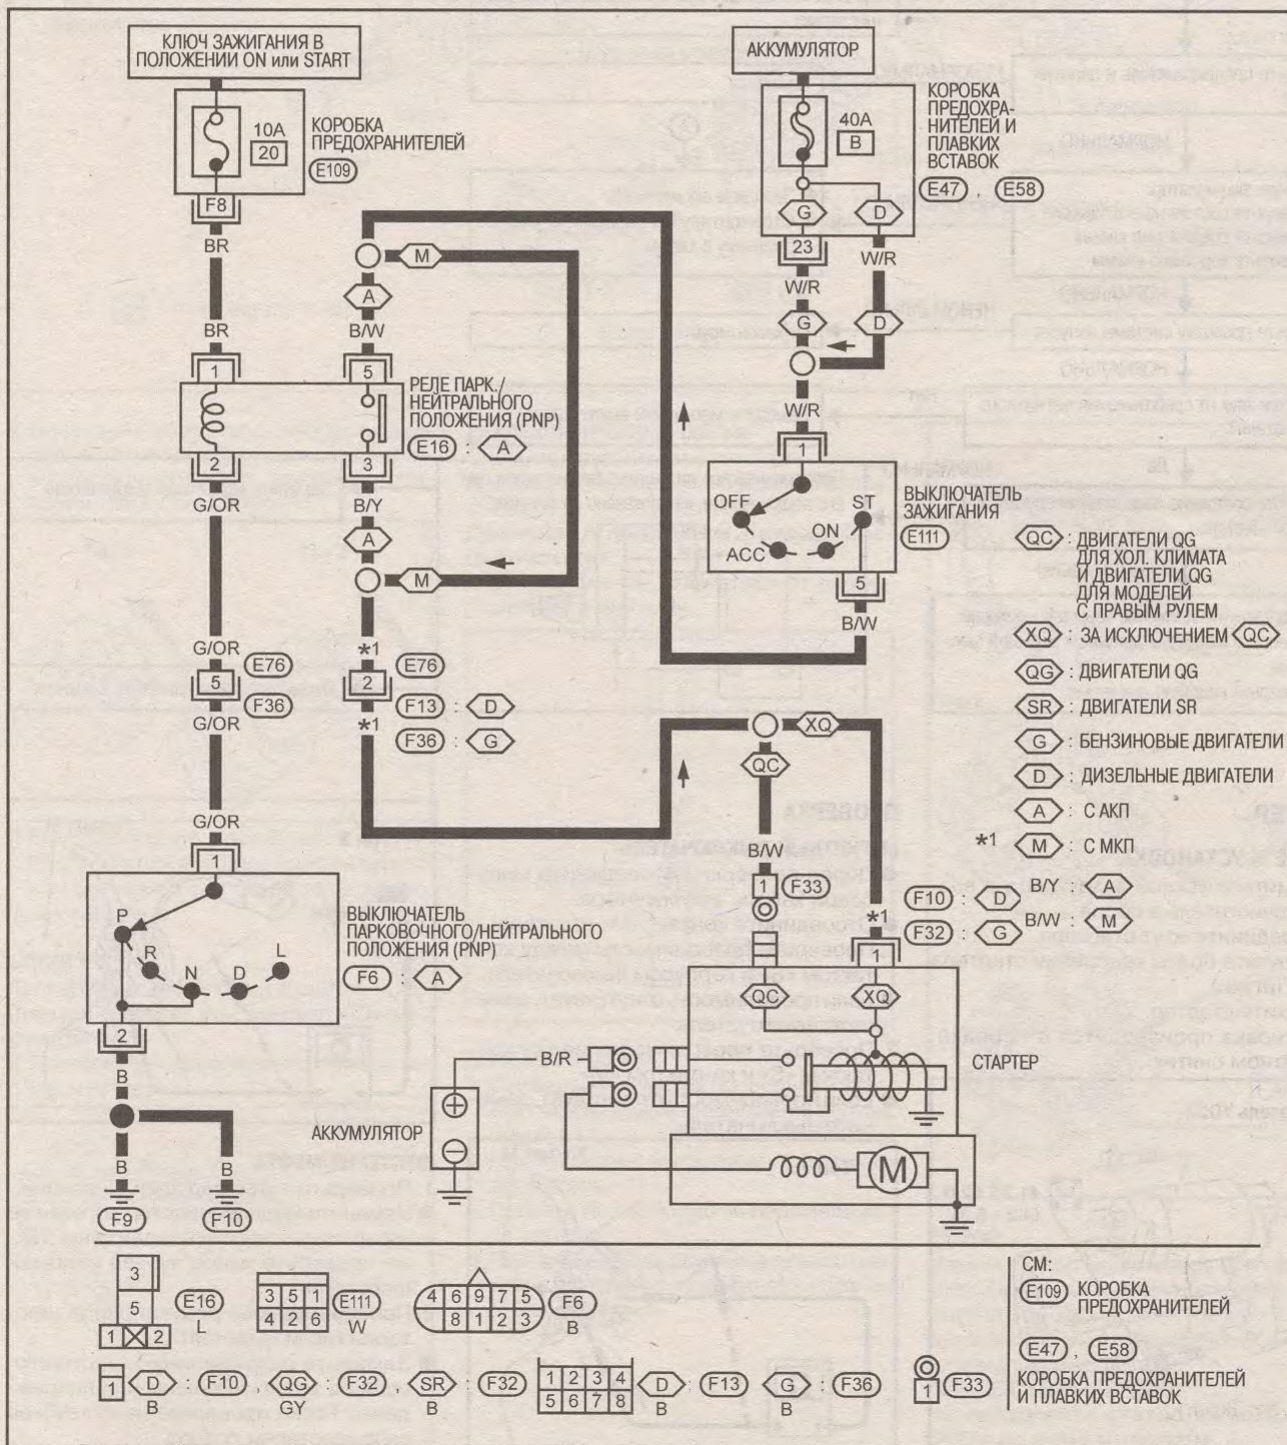 КЛЮЧ ЗАЖИГАНИЯ В
ПОЛОЖЕНИИ ON или START
10A
20
КОРОБКА
ПРЕДОХРАНИТЕЛЕЙ
E109
F8
BR
BR
1
2
G/OR
G/OR
5
E76
F36
G/OR
G/OR
1
АККУМУЛЯТОР
40A
B
КОРОБКА
ПРЕДОХРА-
НИТЕЛЕЙ И
ПЛАВКИХ
ВСТАВОК
E47 , E58
G
D
23
W/R
W/R
G
D
W/R
1
M
A
B/W
5
РЕЛЕ ПАРК./
НЕЙТРАЛЬНОГО
ПОЛОЖЕНИЯ (PNP)
E16 : A
3
B/Y
A
M
*1
2
E76
F13 : D
*1
F36 : G
OFF
ST
ACC
ON
ВЫКЛЮЧАТЕЛЬ
ЗАЖИГАНИЯ
E111
5
B/W
QC : ДВИГАТЕЛИ QG
ДЛЯ ХОЛ. КЛИМАТА
И ДВИГАТЕЛИ QG
ДЛЯ МОДЕЛЕЙ
С ПРАВЫМ РУЛЕМ
XQ : ЗА ИСКЛЮЧЕНИЕМ QC
QG : ДВИГАТЕЛИ QG
SR : ДВИГАТЕЛИ SR
G : БЕНЗИНОВЫЕ ДВИГАТЕЛИ
D : ДИЗЕЛЬНЫЕ ДВИГАТЕЛИ
A : С АКП
*1 M : С МКП
B/Y : A
B/W : M
XQ
QC
B/W
1 F33
F10 : D
F32 : G
*1
1
QC
XQ
СТАРТЕР
P
R
N
D
L
ВЫКЛЮЧАТЕЛЬ
ПАРКОВОЧНОГО/НЕЙТРАЛЬНОГО
ПОЛОЖЕНИЯ (PNP)
F6 : A
2
B
B
B
F9
F10
B/R
АККУМУЛЯТОР
M
3
5
1 2
E16
L
3 5 1
4 2 6
E111
W
4 6 9 7 5
8 1 2 3
F6
B
СМ:
E109 КОРОБКА
ПРЕДОХРАНИТЕЛЕЙ
E47 , E58
КОРОБКА ПРЕДОХРАНИТЕЛЕЙ
И ПЛАВКИХ ВСТАВОК
1 D : F10
B
QG : F32
GY
SR : F32
B
1 2 3 4
5 6 7 8
D : F13
B
G : F36
B
1 F33